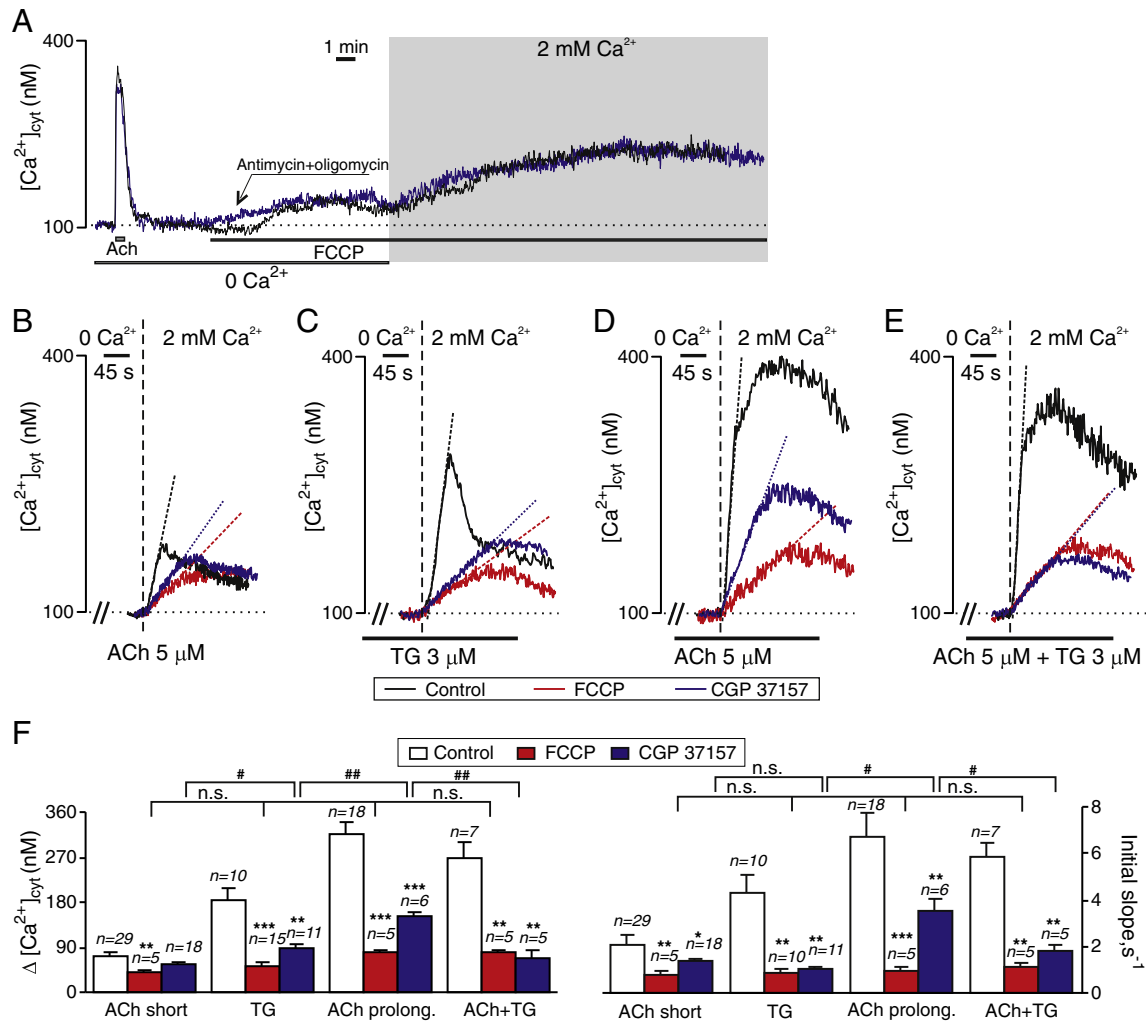 A
400
1 min
2 mM Ca²⁺
[Ca²⁺]cyt (nM)
Antimycin+oligomycin
100
Ach
FCCP
0 Ca²⁺
B
C
D
E
0 Ca²⁺ 2 mM Ca²⁺
0 Ca²⁺ 2 mM Ca²⁺
0 Ca²⁺ 2 mM Ca²⁺
0 Ca²⁺ 2 mM Ca²⁺
400
400
400
400
45 s
45 s
45 s
45 s
[Ca²⁺]cyt (nM)
[Ca²⁺]cyt (nM)
[Ca²⁺]cyt (nM)
[Ca²⁺]cyt (nM)
100
100
100
100
ACh 5 μM
TG 3 μM
ACh 5 μM
ACh 5 μM + TG 3 μM
Control FCCP CGP 37157
F
Control FCCP CGP 37157
# ## ##
n.s. n.s.
360
270
180
90
0
Δ [Ca²⁺]cyt (nM)
n=29
**
n=18
n=10
***
n=15
**
n=11
n=18
***
n=5
***
n=6
n=7
**
n=5
**
n=5
ACh short TG ACh prolong. ACh+TG
n.s. # #
n.s. n.s. n.s.
n=29
**
n=5
*
n=18
n=10
**
n=10
**
n=11
n=18
***
n=5
**
n=6
n=7
**
n=5
**
n=5
8
6
4
2
0
Initial slope,s⁻¹
ACh short TG ACh prolong. ACh+TG